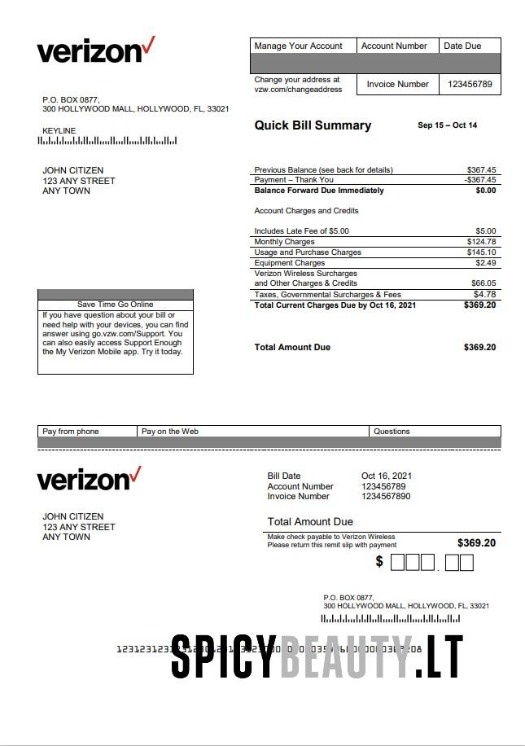 verizon
Manage Your Account Account Number Date Due
Change your address at
vzw.com/changeaddress
Invoice Number 123456789
P.O. BOX 0877,
300 HOLLYWOOD MALL, HOLLYWOOD, FL, 33021
KEYLINE
Quick Bill Summary Sep 15 – Oct 14
JOHN CITIZEN
123 ANY STREET
ANY TOWN
Previous Balance (see back for details) $367.45
Payment – Thank You -$367.45
Balance Forward Due Immediately $0.00
Account Charges and Credits
Includes Late Fee of $5.00 $5.00
Monthly Charges $124.78
Usage and Purchase Charges $145.10
Equipment Charges $2.49
Verizon Wireless Surcharges
and Other Charges & Credits $66.05
Taxes, Governmental Surcharges & Fees $4.78
Total Current Charges Due by Oct 16, 2021 $369.20
Save Time Go Online
If you have question about your bill or
need help with your devices, you can find
answer using go.vzw.com/Support. You
can also easily access Support Enough
the My Verizon Mobile app. Try it today.
Total Amount Due $369.20
Pay from phone Pay on the Web Questions
verizon
Bill Date Oct 16, 2021
Account Number 123456789
Invoice Number 1234567890
JOHN CITIZEN
123 ANY STREET
ANY TOWN
Total Amount Due
Make check payable to Verizon Wireless
Please return this remit slip with payment
$369.20
$ .
P.O. BOX 0877,
300 HOLLYWOOD MALL, HOLLYWOOD, FL, 33021
SPICYBEAUTY.LT